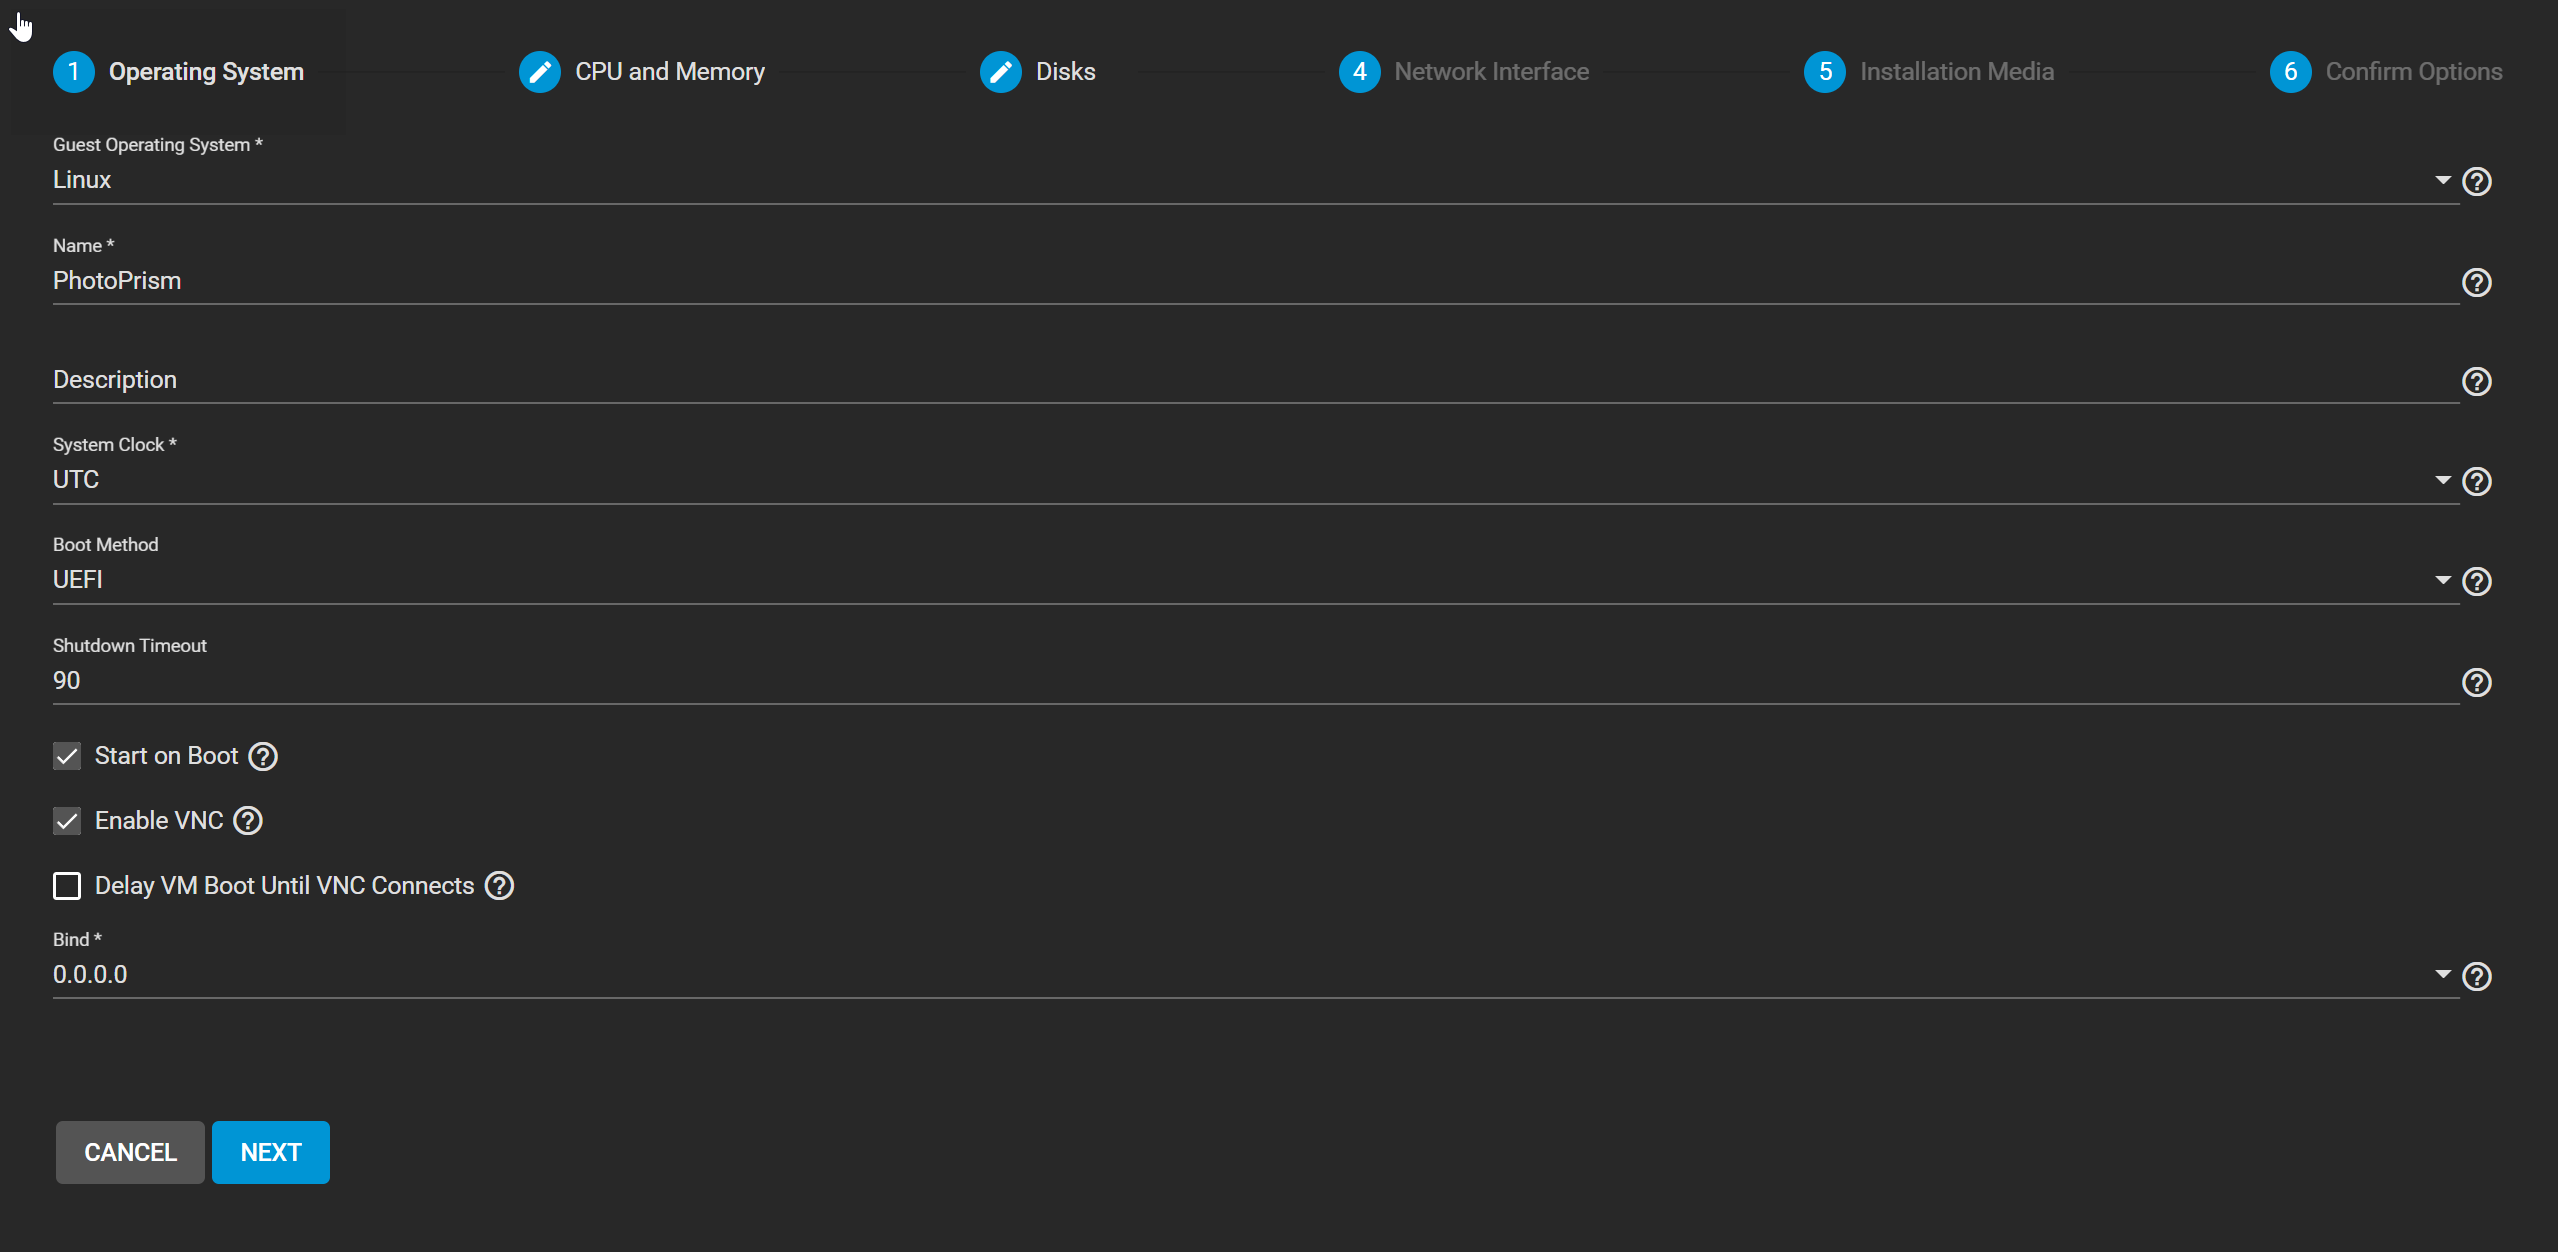 1 Operating System CPU and Memory Disks 4 Network Interface 5 Installation Media 6 Confirm Options
Guest Operating System *
Linux
Name *
PhotoPrism
Description
System Clock *
UTC
Boot Method
UEFI
Shutdown Timeout
90
Start on Boot
Enable VNC
Delay VM Boot Until VNC Connects
Bind *
0.0.0.0
CANCEL NEXT